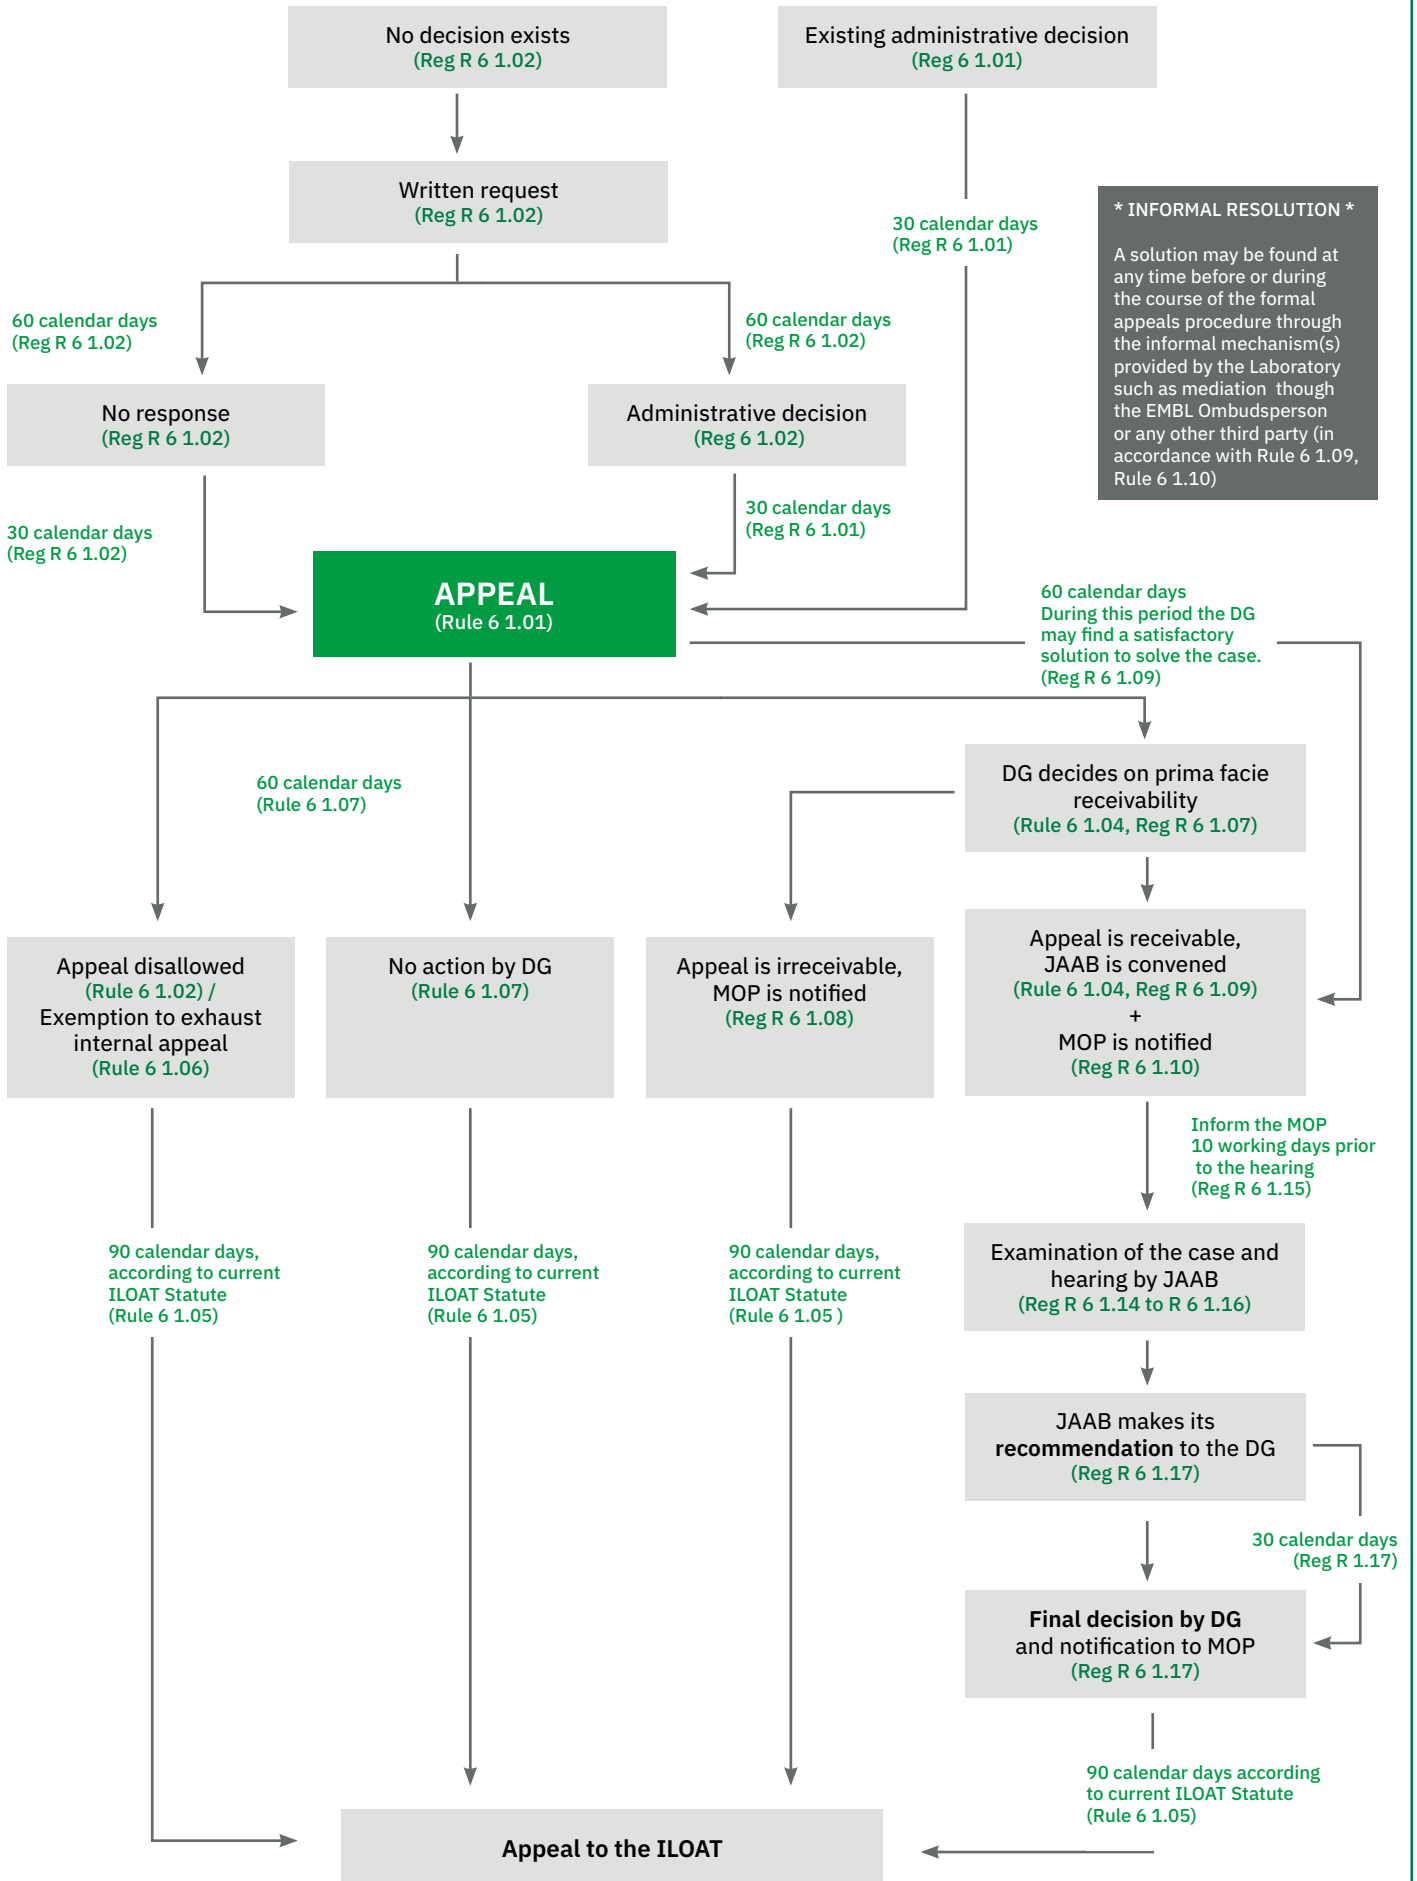 No decision exists
(Reg R 6 1.02)
Existing administrative decision
(Reg 6 1.01)
Written request
(Reg R 6 1.02)
30 calendar days
(Reg R 6 1.01)
* INFORMAL RESOLUTION *
A solution may be found at
any time before or during
the course of the formal
appeals procedure through
the informal mechanism(s)
provided by the Laboratory
such as mediation  though
the EMBL Ombudsperson
or any other third party (in
accordance with Rule 6 1.09,
Rule 6 1.10)
60 calendar days
(Reg R 6 1.02)
60 calendar days
(Reg R 6 1.02)
No response
(Reg R 6 1.02)
Administrative decision
(Reg 6 1.02)
30 calendar days
(Reg R 6 1.02)
30 calendar days
(Reg R 6 1.01)
APPEAL
(Rule 6 1.01)
60 calendar days
During this period the DG
may find a satisfactory
solution to solve the case.
(Reg R 6 1.09)
60 calendar days
(Rule 6 1.07)
DG decides on prima facie
receivability
(Rule 6 1.04, Reg R 6 1.07)
Appeal disallowed
(Rule 6 1.02) /
Exemption to exhaust
internal appeal
(Rule 6 1.06)
No action by DG
(Rule 6 1.07)
Appeal is irreceivable,
MOP is notified
(Reg R 6 1.08)
Appeal is receivable,
JAAB is convened
(Rule 6 1.04, Reg R 6 1.09)
+
MOP is notified
(Reg R 6 1.10)
Inform the MOP
10 working days prior
to the hearing
(Reg R 6 1.15)
90 calendar days,
according to current
ILOAT Statute
(Rule 6 1.05)
90 calendar days,
according to current
ILOAT Statute
(Rule 6 1.05)
90 calendar days,
according to current
ILOAT Statute
(Rule 6 1.05 )
Examination of the case and
hearing by JAAB
(Reg R 6 1.14 to R 6 1.16)
JAAB makes its
recommendation to the DG
(Reg R 6 1.17)
30 calendar days
(Reg R 1.17)
Final decision by DG
and notification to MOP
(Reg R 6 1.17)
90 calendar days according
to current ILOAT Statute
(Rule 6 1.05)
Appeal to the ILOAT